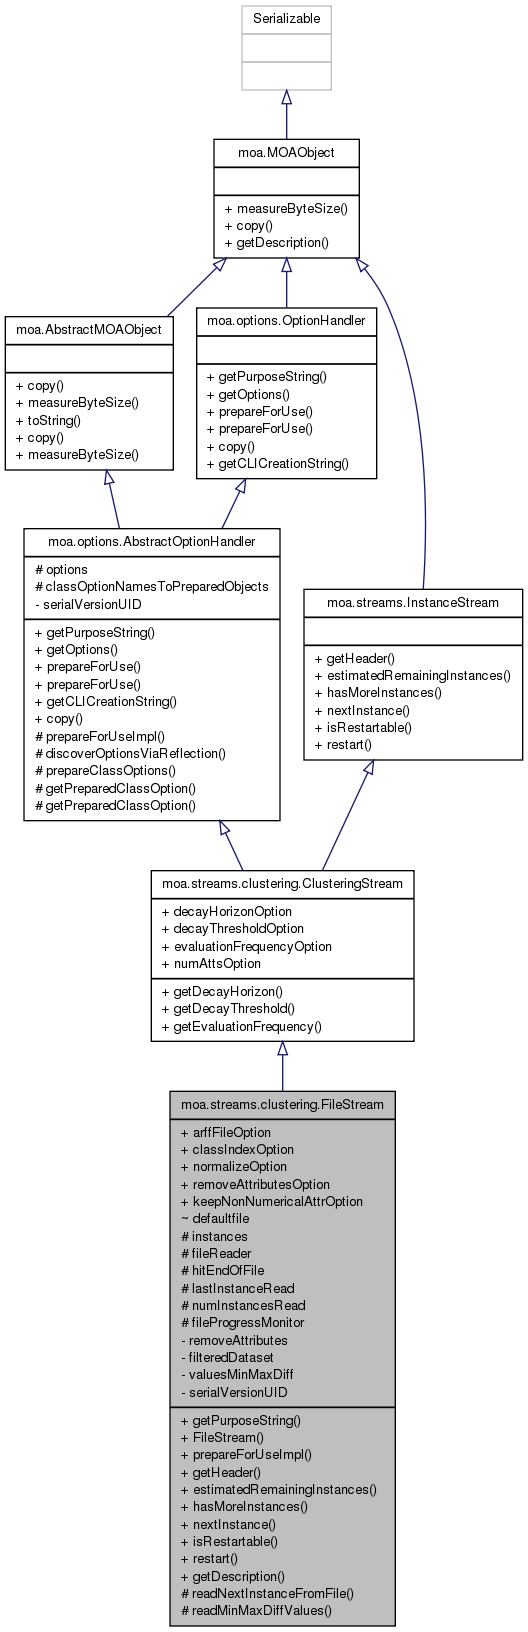 Serializable
moa.MOAObject
+ measureByteSize()
+ copy()
+ getDescription()
moa.AbstractMOAObject
+ copy()
+ measureByteSize()
+ toString()
+ copy()
+ measureByteSize()
moa.options.OptionHandler
+ getPurposeString()
+ getOptions()
+ prepareForUse()
+ prepareForUse()
+ copy()
+ getCLICreationString()
moa.options.AbstractOptionHandler
# options
# classOptionNamesToPreparedObjects
- serialVersionUID
+ getPurposeString()
+ getOptions()
+ prepareForUse()
+ prepareForUse()
+ getCLICreationString()
+ copy()
# prepareForUseImpl()
# discoverOptionsViaReflection()
# prepareClassOptions()
# getPreparedClassOption()
# getPreparedClassOption()
moa.streams.InstanceStream
+ getHeader()
+ estimatedRemainingInstances()
+ hasMoreInstances()
+ nextInstance()
+ isRestartable()
+ restart()
moa.streams.clustering.ClusteringStream
+ decayHorizonOption
+ decayThresholdOption
+ evaluationFrequencyOption
+ numAttsOption
+ getDecayHorizon()
+ getDecayThreshold()
+ getEvaluationFrequency()
moa.streams.clustering.FileStream
+ arffFileOption
+ classIndexOption
+ normalizeOption
+ removeAttributesOption
+ keepNonNumericalAttrOption
~ defaultfile
# instances
# fileReader
# hitEndOfFile
# lastInstanceRead
# numInstancesRead
# fileProgressMonitor
- removeAttributes
- filteredDataset
- valuesMinMaxDiff
- serialVersionUID
+ getPurposeString()
+ FileStream()
+ prepareForUseImpl()
+ getHeader()
+ estimatedRemainingInstances()
+ hasMoreInstances()
+ nextInstance()
+ isRestartable()
+ restart()
+ getDescription()
# readNextInstanceFromFile()
# readMinMaxDiffValues()